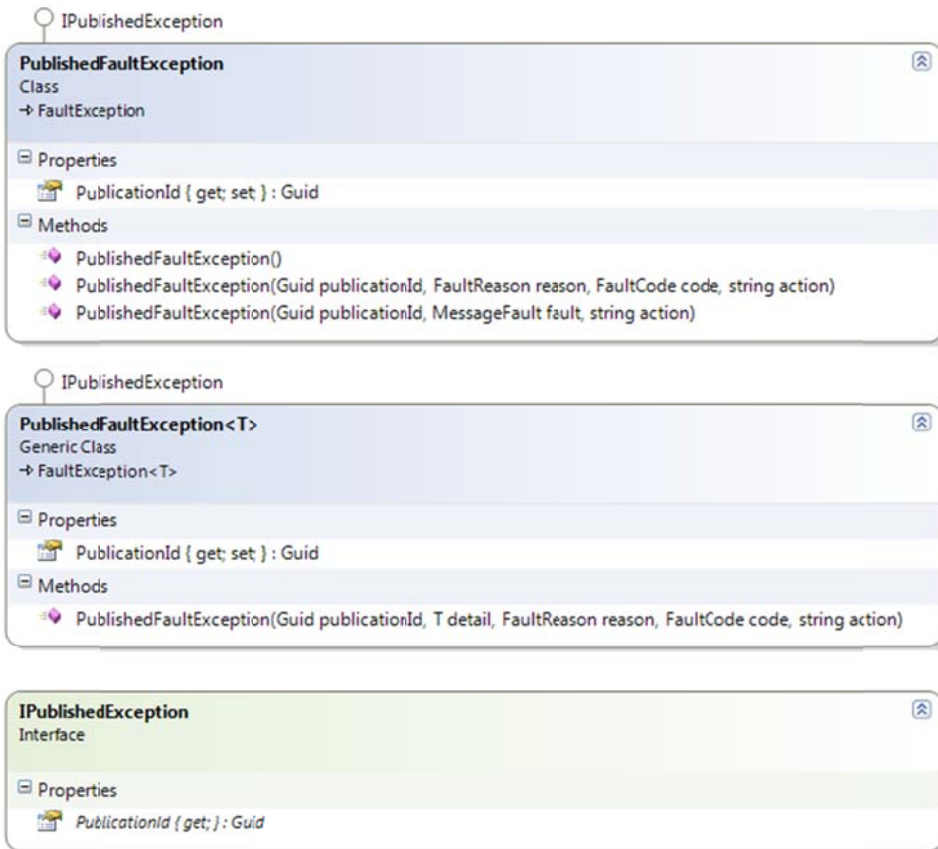 IPublishedException
PublishedFaultException
Class
FaultException
Properties
PublicationId { get; set; } : Guid
Methods
PublishedFaultException()
PublishedFaultException(Guid publicationId, FaultReason reason, FaultCode code, string action)
PublishedFaultException(Guid publicationId, MessageFault fault, string action)
IPublishedException
PublishedFaultException<T>
Generic Class
FaultException<T>
Properties
PublicationId { get; set; } : Guid
Methods
PublishedFaultException(Guid publicationId, T detail, FaultReason reason, FaultCode code, string action)
IPublishedException
Interface
Properties
PublicationId { get; } : Guid